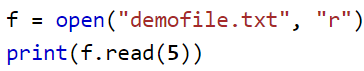 f = open("demofile.txt", "r")
print(f.read(5))